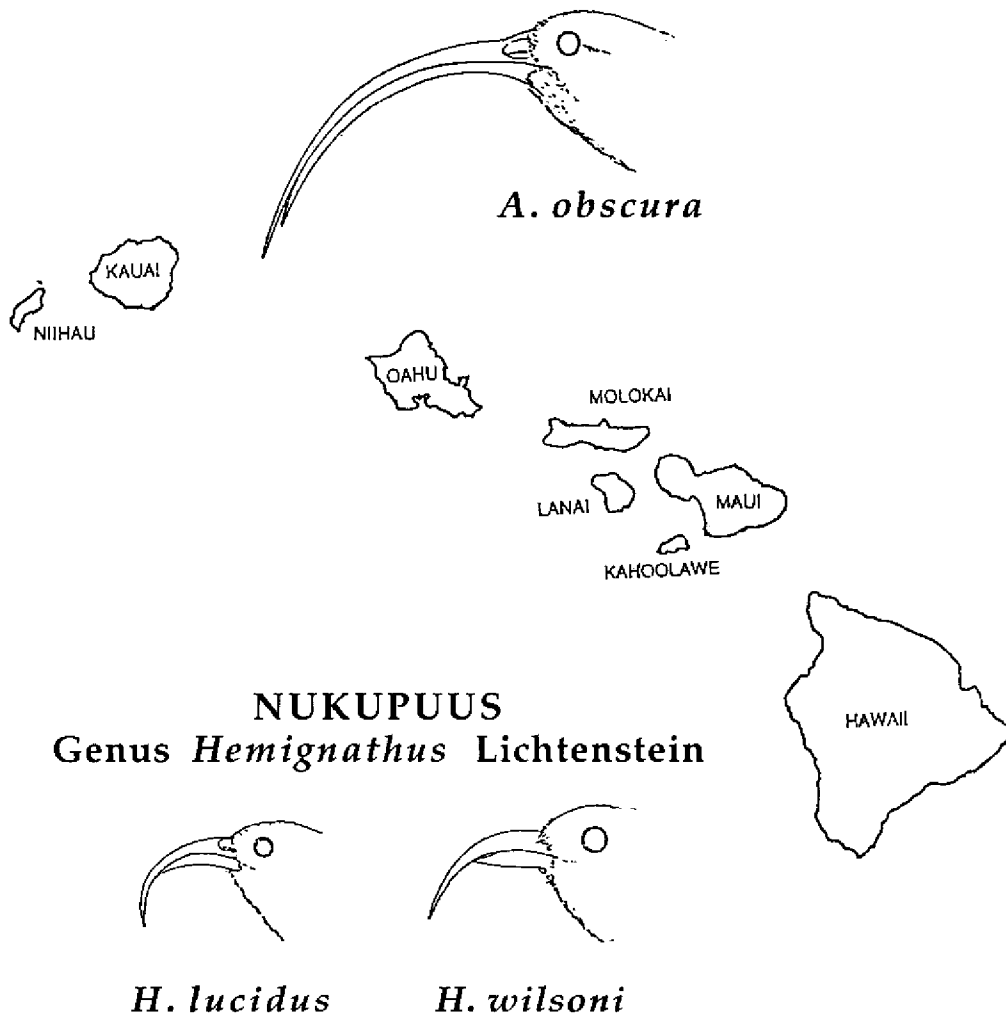 A. obscura
KAUAI
NIIHAU
OAHU
MOLOKAI
LANAI
MAUI
KAHOOLAWE
HAWAII
NUKUPUUS
Genus Hemignathus Lichtenstein
H. lucidus H. wilsoni